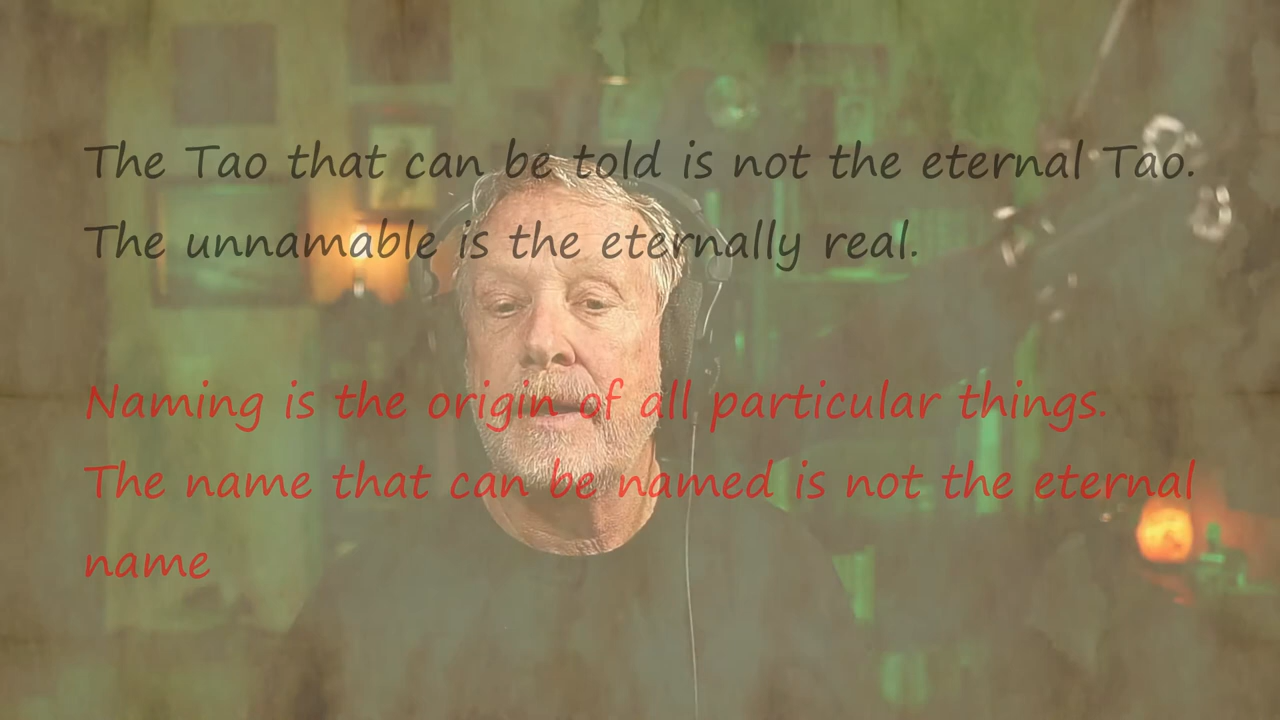 The Tao that can be told is not the eternal Tao.
The unnamable is the eternally real.
Naming is the origin of all particular things.
The name that can be named is not the eternal
name